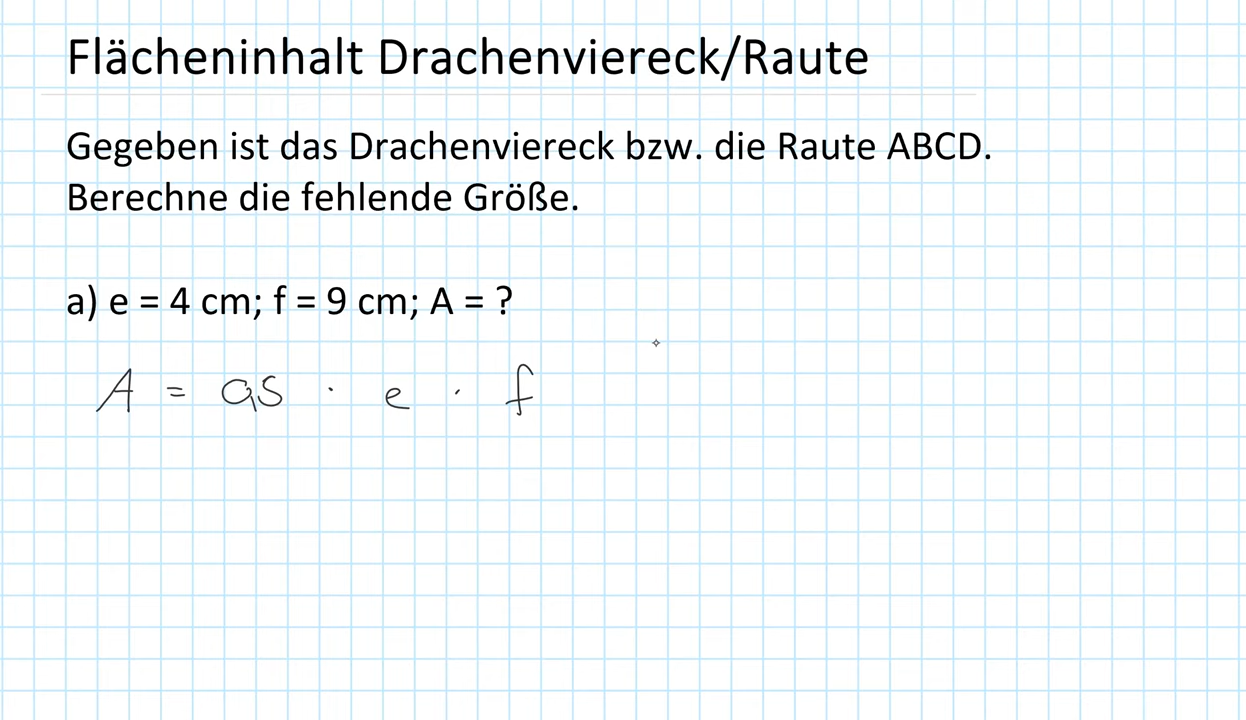 Flächeninhalt Drachenviereck/Raute
Gegeben ist das Drachenviereck bzw. die Raute ABCD.
Berechne die fehlende Größe.
a) e = 4 cm; f = 9 cm; A = ?
A = 0,5 · e · f